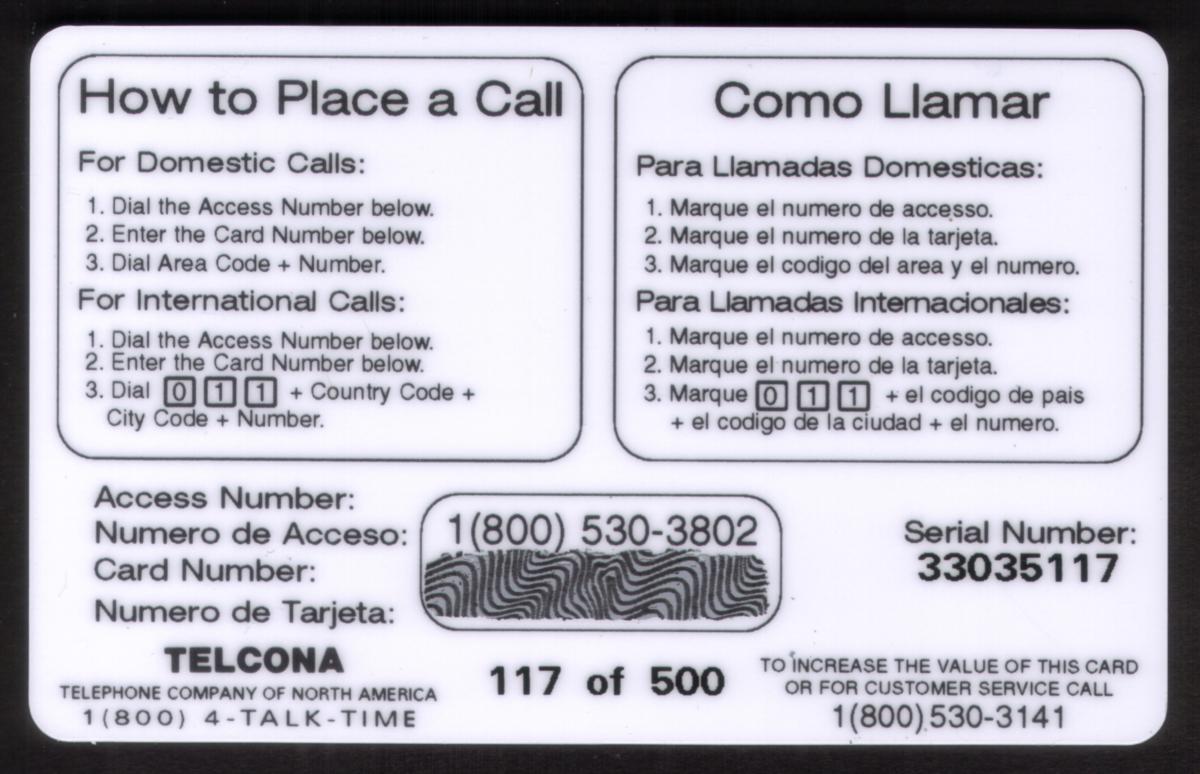 How to Place a Call
For Domestic Calls:
1. Dial the Access Number below.
2. Enter the Card Number below.
3. Dial Area Code + Number.
For International Calls:
1. Dial the Access Number below.
2. Enter the Card Number below.
3. Dial 0 1 1 + Country Code +
City Code + Number.
Como Llamar
Para Llamadas Domesticas:
1. Marque el numero de accesso.
2. Marque el numero de la tarjeta.
3. Marque el codigo del area y el numero.
Para Llamadas Internacionales:
1. Marque el numero de accesso.
2. Marque el numero de la tarjeta.
3. Marque 0 1 1 + el codigo de pais
+ el codigo de la ciudad + el numero.
Access Number:
Numero de Acceso:
1(800) 530-3802
Card Number:
Numero de Tarjeta:
Serial Number:
33035117
TELCONA
TELEPHONE COMPANY OF NORTH AMERICA
1(800) 4-TALK-TIME
117 of 500
TO INCREASE THE VALUE OF THIS CARD
OR FOR CUSTOMER SERVICE CALL
1(800) 530-3141